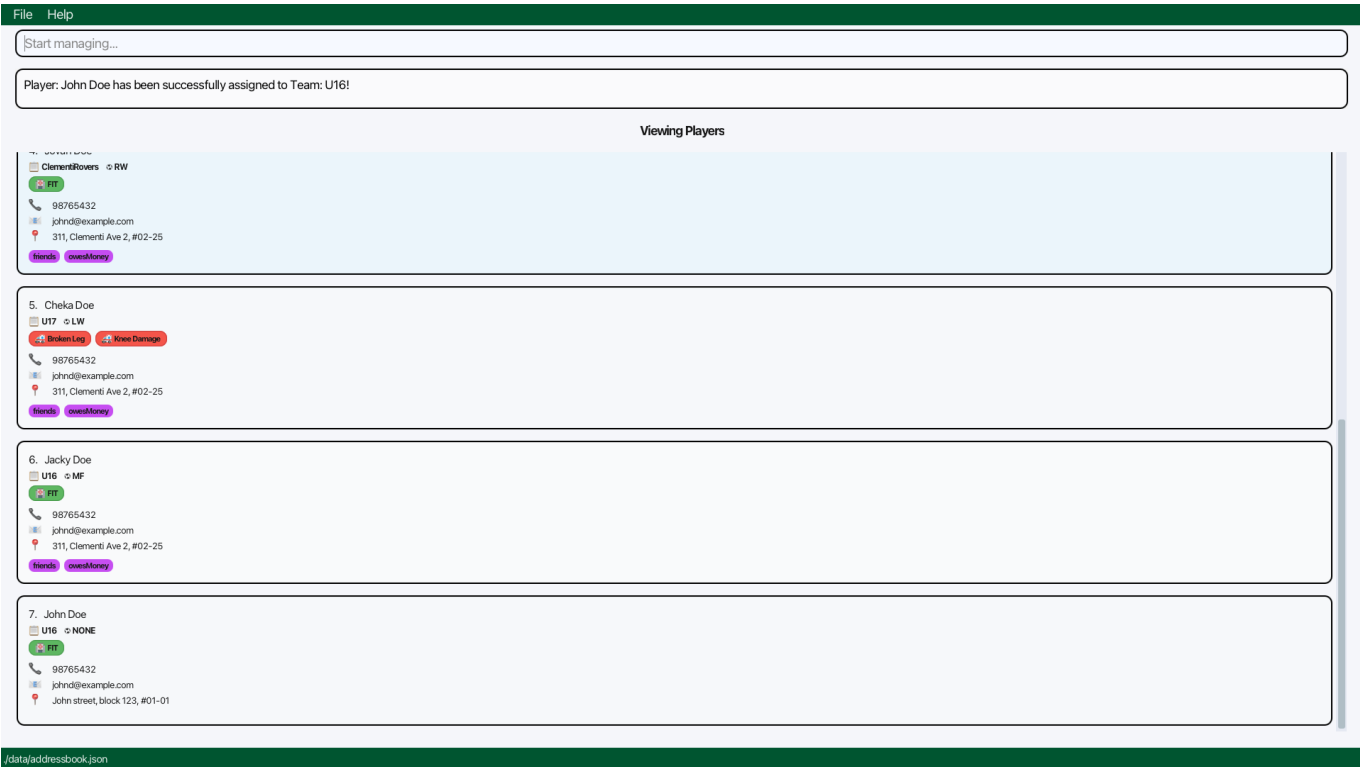 File Help
Start managing...
Player: John Doe has been successfully assigned to Team: U16!
Viewing Players
4. Jovan Doe
ClementiRovers RW
FIT
98765432
johnd@example.com
311, Clementi Ave 2, #02-25
friends owesMoney
5. Cheka Doe
U17 LW
Broken Leg Knee Damage
98765432
johnd@example.com
311, Clementi Ave 2, #02-25
friends owesMoney
6. Jacky Doe
U16 MF
FIT
98765432
johnd@example.com
311, Clementi Ave 2, #02-25
friends owesMoney
7. John Doe
U16 NONE
FIT
98765432
johnd@example.com
John street, block 123, #01-01
./data/addressbook.json